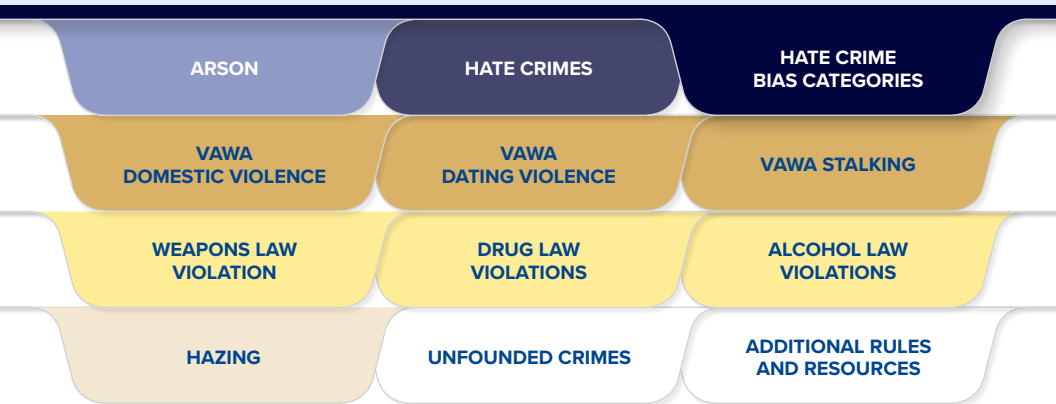 ARSON
HATE CRIMES
HATE CRIME
BIAS CATEGORIES
VAWA
DOMESTIC VIOLENCE
VAWA
DATING VIOLENCE
VAWA STALKING
WEAPONS LAW
VIOLATION
DRUG LAW
VIOLATIONS
ALCOHOL LAW
VIOLATIONS
HAZING
UNFOUNDED CRIMES
ADDITIONAL RULES
AND RESOURCES